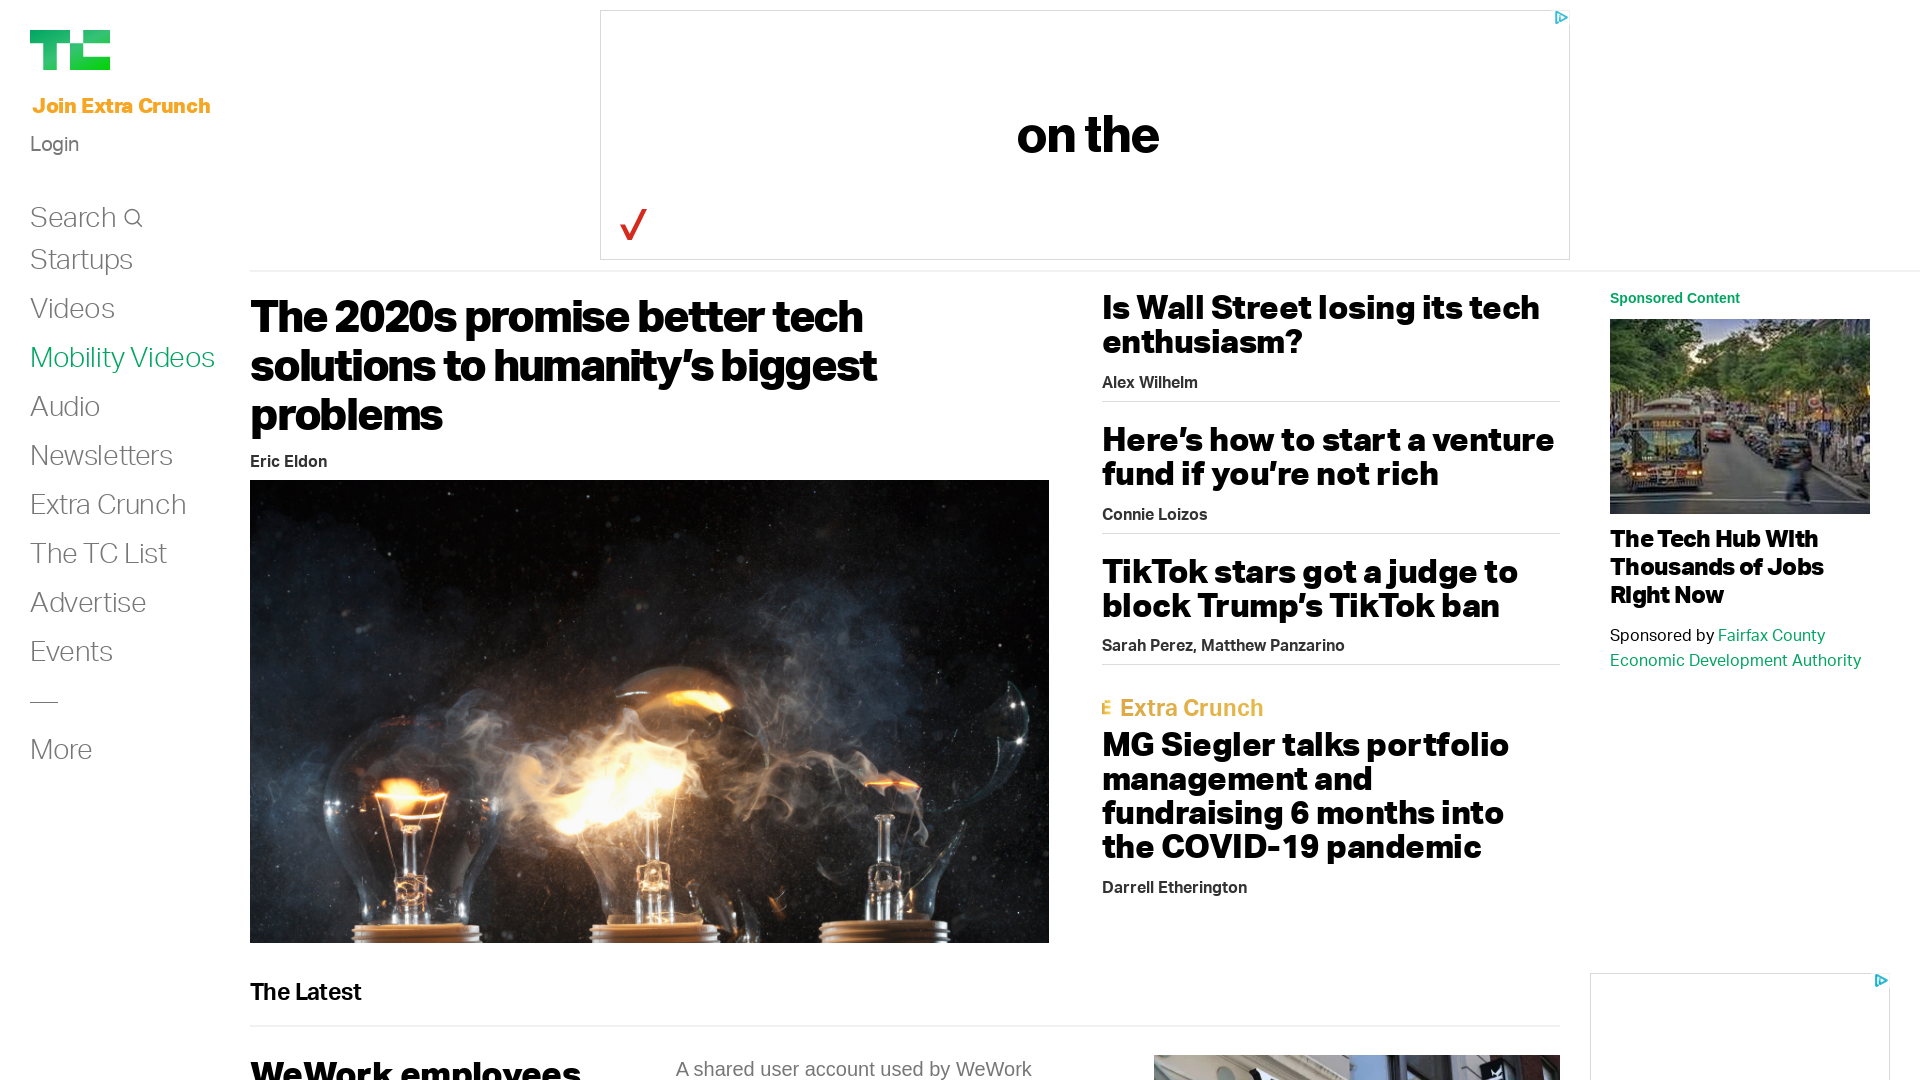 TC
Join Extra Crunch
Login
Search
Startups
Videos
Mobility Videos
Audio
Newsletters
Extra Crunch
The TC List
Advertise
Events
More
on the
The 2020s promise better tech
solutions to humanity’s biggest
problems
Eric Eldon
Is Wall Street losing its tech
enthusiasm?
Alex Wilhelm
Here’s how to start a venture
fund if you’re not rich
Connie Loizos
TikTok stars got a judge to
block Trump’s TikTok ban
Sarah Perez, Matthew Panzarino
Extra Crunch
MG Siegler talks portfolio
management and
fundraising 6 months into
the COVID-19 pandemic
Darrell Etherington
Sponsored Content
TROLLEY
The Tech Hub With
Thousands of Jobs
Right Now
Sponsored by Fairfax County
Economic Development Authority
The Latest
WeWork employees
A shared user account used by WeWork